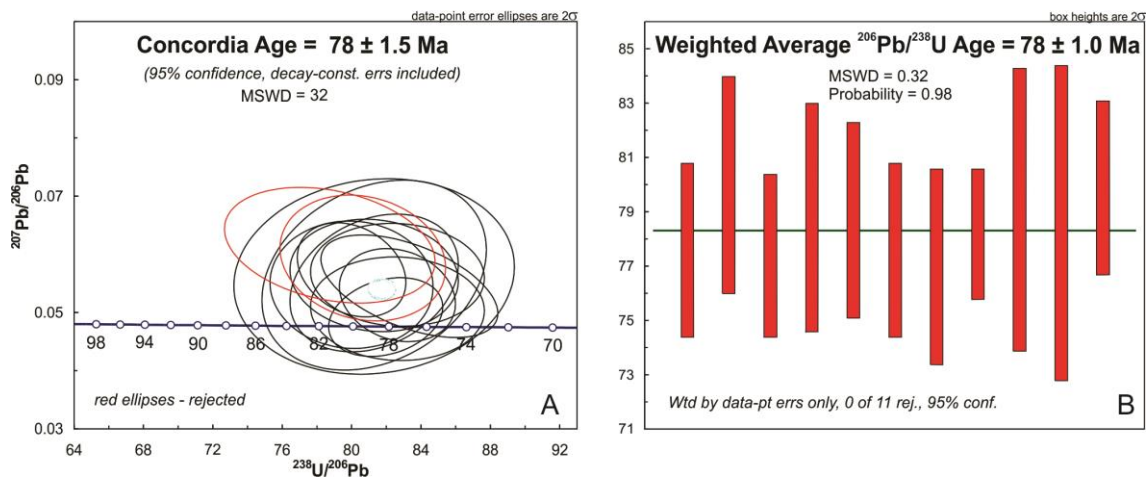 data-point error ellipses are 2σ
Concordia Age = 78 ± 1.5 Ma
(95% confidence, decay-const. errs included)
MSWD = 32
0.09
0.07
0.05
0.03
²⁰⁷Pb/²⁰⁶Pb
98 94 90 86 82 78 74 70
red ellipses - rejected
A
64 68 72 76 80 84 88 92
²³⁸U/²⁰⁶Pb
box heights are 2σ
Weighted Average ²⁰⁶Pb/²³⁸U Age = 78 ± 1.0 Ma
MSWD = 0.32
Probability = 0.98
85
83
81
79
77
75
73
71
Wtd by data-pt errs only, 0 of 11 rej., 95% conf.
B